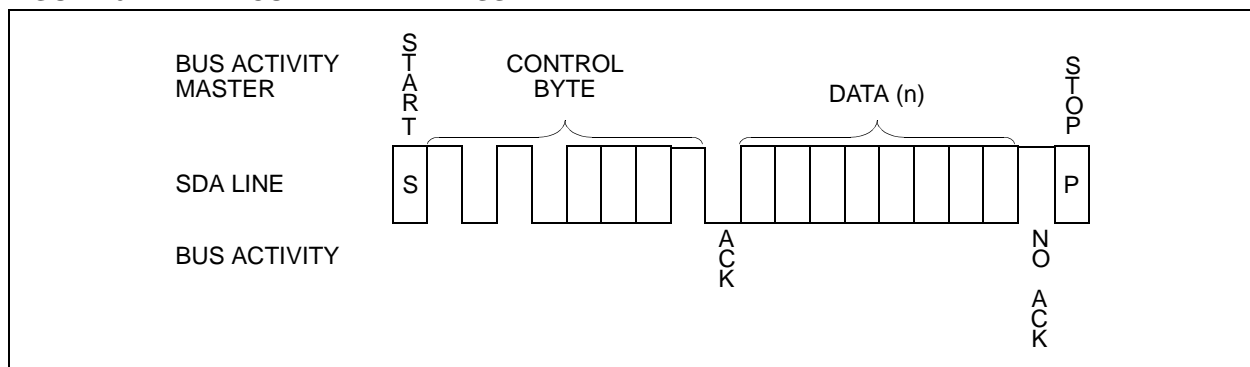 BUS ACTIVITY
MASTER
START
CONTROL
BYTE
DATA (n)
STOP
SDA LINE
S
P
BUS ACTIVITY
ACK
NO ACK